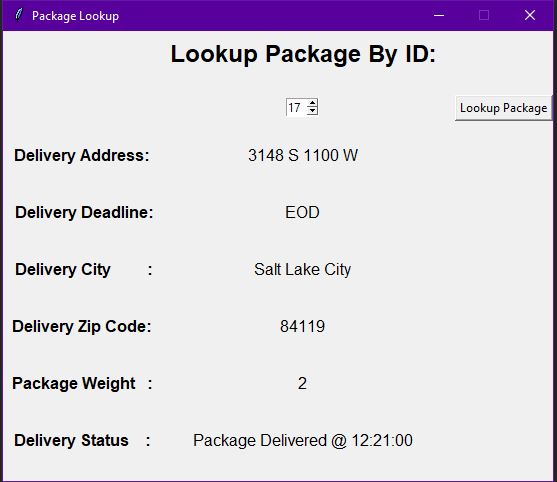 Package Lookup
Lookup Package By ID:
17 Lookup Package
Delivery Address: 3148 S 1100 W
Delivery Deadline: EOD
Delivery City : Salt Lake City
Delivery Zip Code: 84119
Package Weight : 2
Delivery Status : Package Delivered @ 12:21:00